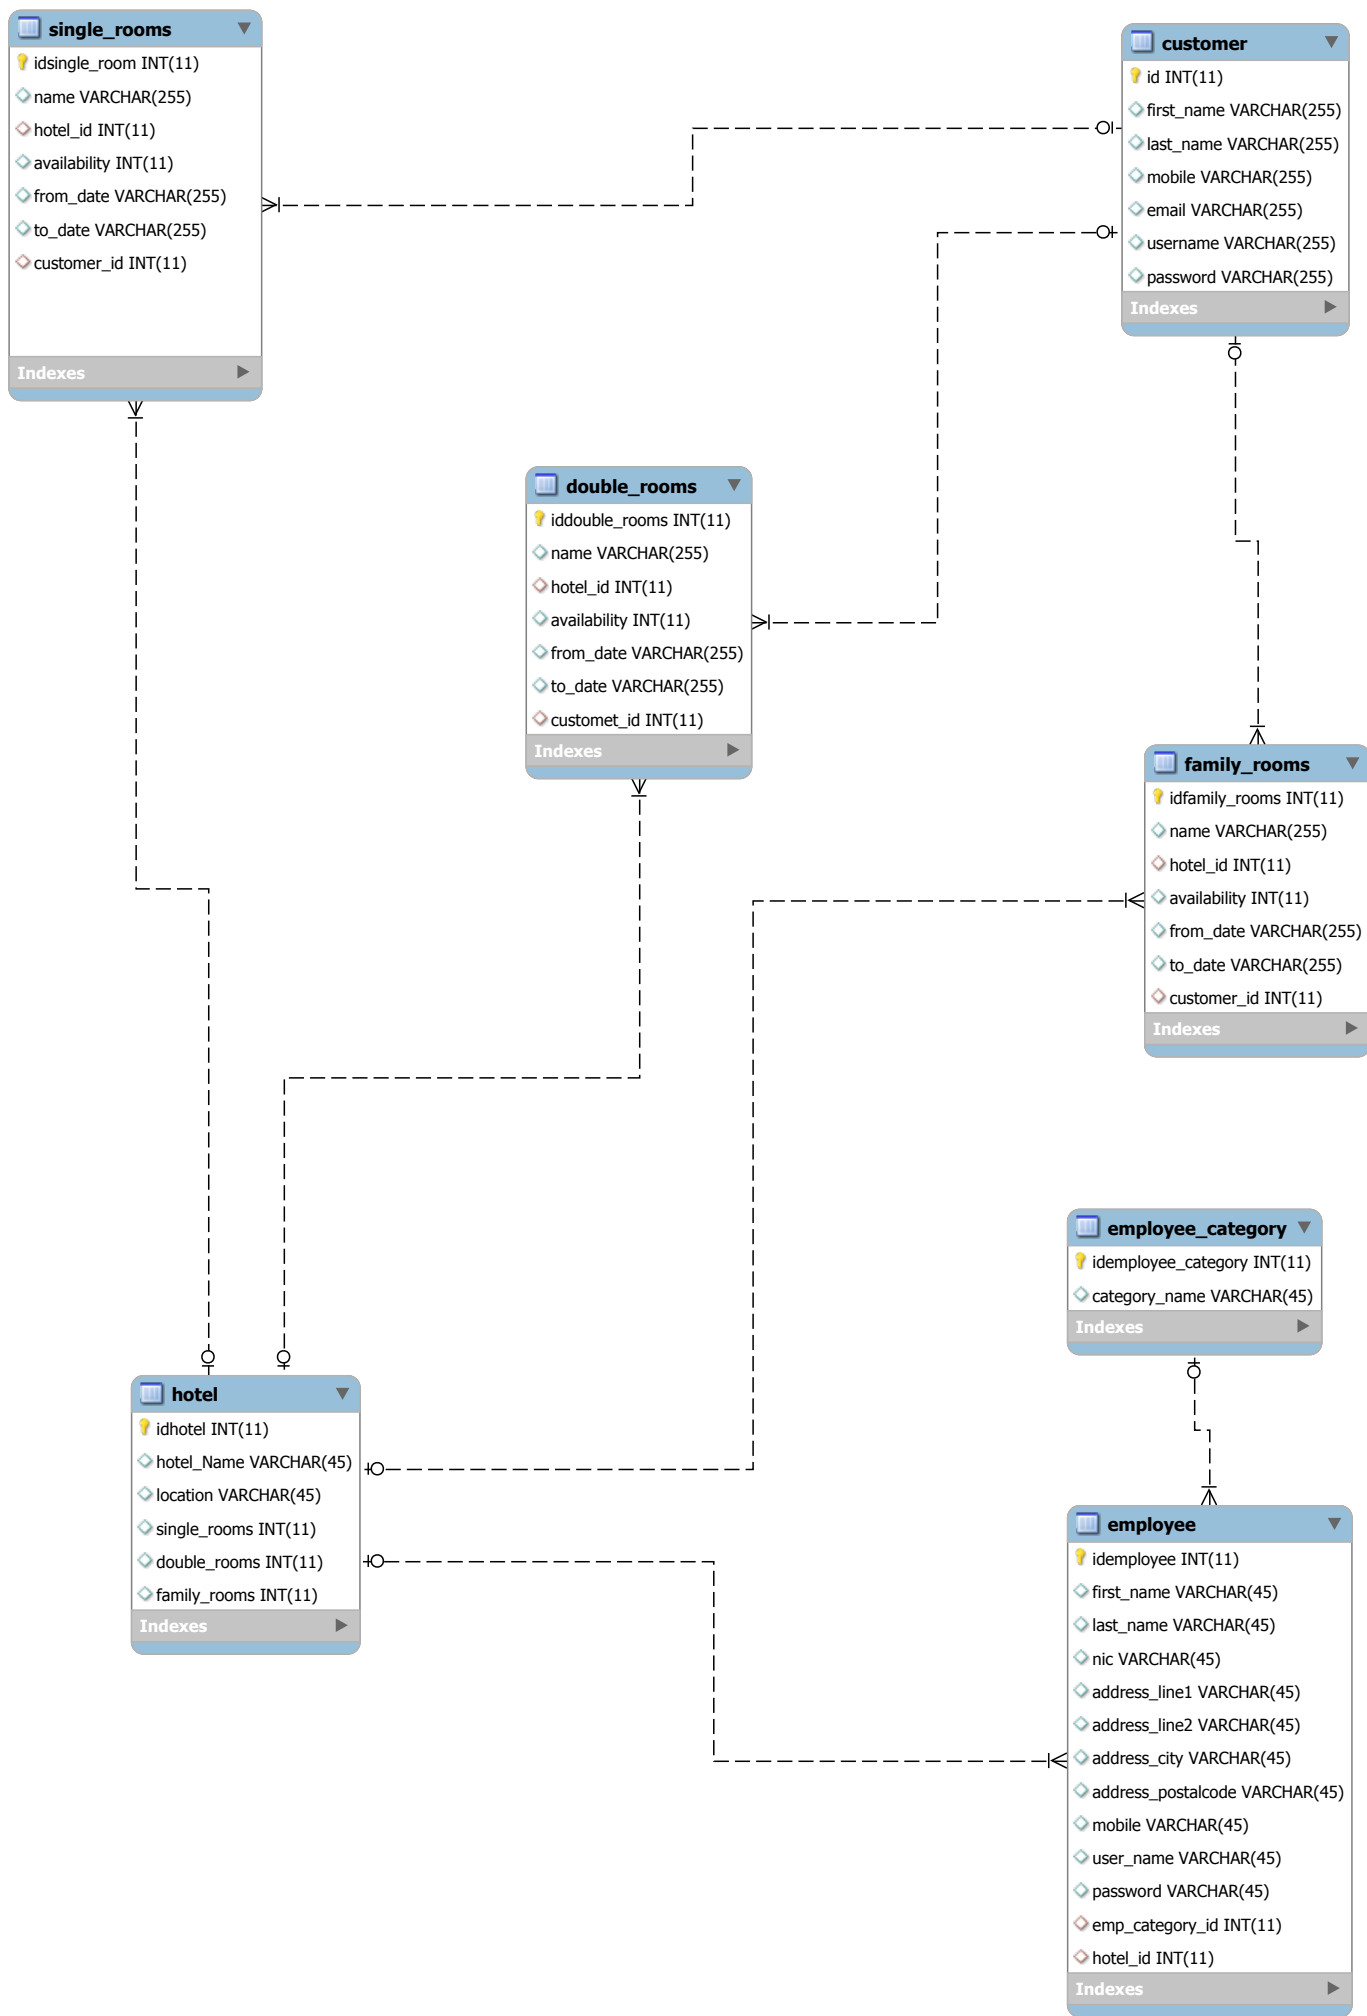 single_rooms
idsingle_room INT(11)
name VARCHAR(255)
hotel_id INT(11)
availability INT(11)
from_date VARCHAR(255)
to_date VARCHAR(255)
customer_id INT(11)
Indexes
customer
id INT(11)
first_name VARCHAR(255)
last_name VARCHAR(255)
mobile VARCHAR(255)
email VARCHAR(255)
username VARCHAR(255)
password VARCHAR(255)
Indexes
double_rooms
iddouble_rooms INT(11)
name VARCHAR(255)
hotel_id INT(11)
availability INT(11)
from_date VARCHAR(255)
to_date VARCHAR(255)
customet_id INT(11)
Indexes
family_rooms
idfamily_rooms INT(11)
name VARCHAR(255)
hotel_id INT(11)
availability INT(11)
from_date VARCHAR(255)
to_date VARCHAR(255)
customer_id INT(11)
Indexes
employee_category
idemployee_category INT(11)
category_name VARCHAR(45)
Indexes
hotel
idhotel INT(11)
hotel_Name VARCHAR(45)
location VARCHAR(45)
single_rooms INT(11)
double_rooms INT(11)
family_rooms INT(11)
Indexes
employee
idemployee INT(11)
first_name VARCHAR(45)
last_name VARCHAR(45)
nic VARCHAR(45)
address_line1 VARCHAR(45)
address_line2 VARCHAR(45)
address_city VARCHAR(45)
address_postalcode VARCHAR(45)
mobile VARCHAR(45)
user_name VARCHAR(45)
password VARCHAR(45)
emp_category_id INT(11)
hotel_id INT(11)
Indexes